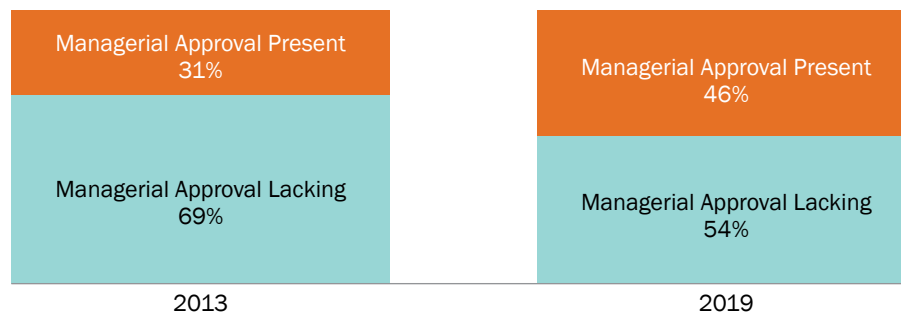 Managerial Approval Present
31%
Managerial Approval Lacking
69%
2013
Managerial Approval Present
46%
Managerial Approval Lacking
54%
2019